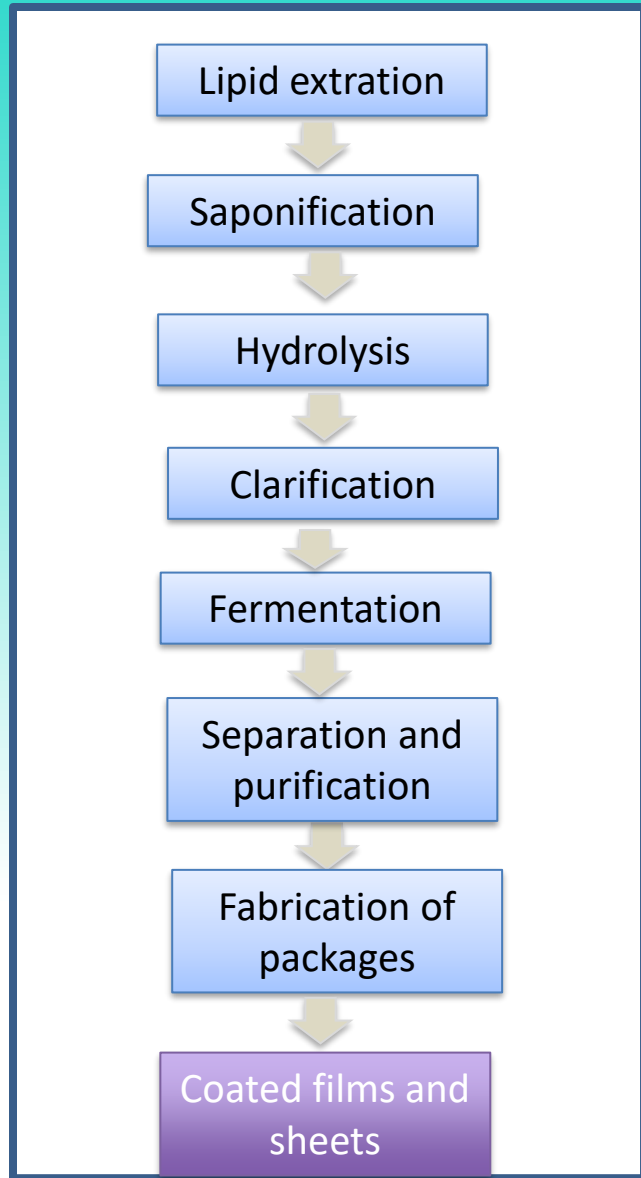 Lipid extration
Saponification
Hydrolysis
Clarification
Fermentation
Separation and
purification
Fabrication of
packages
Coated films and
sheets